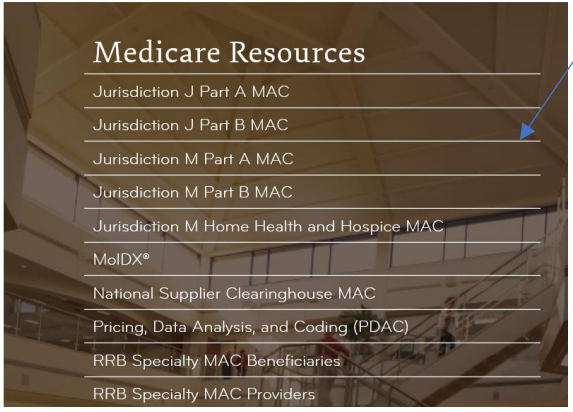 Medicare Resources
Jurisdiction J Part A MAC
Jurisdiction J Part B MAC
Jurisdiction M Part A MAC
Jurisdiction M Part B MAC
Jurisdiction M Home Health and Hospice MAC
MolDX®
National Supplier Clearinghouse MAC
Pricing, Data Analysis, and Coding (PDAC)
RRB Specialty MAC Beneficiaries
RRB Specialty MAC Providers